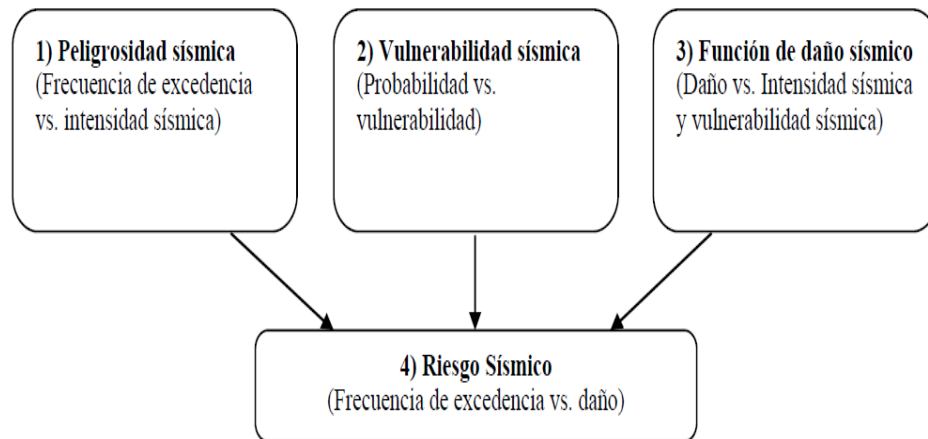 1) Peligrosidad sísmica
(Frecuencia de excedencia
vs. intensidad sísmica)
2) Vulnerabilidad sísmica
(Probabilidad vs.
vulnerabilidad)
3) Función de daño sísmico
(Daño vs. Intensidad sísmica
y vulnerabilidad sísmica)
4) Riesgo Sísmico
(Frecuencia de excedencia vs. daño)